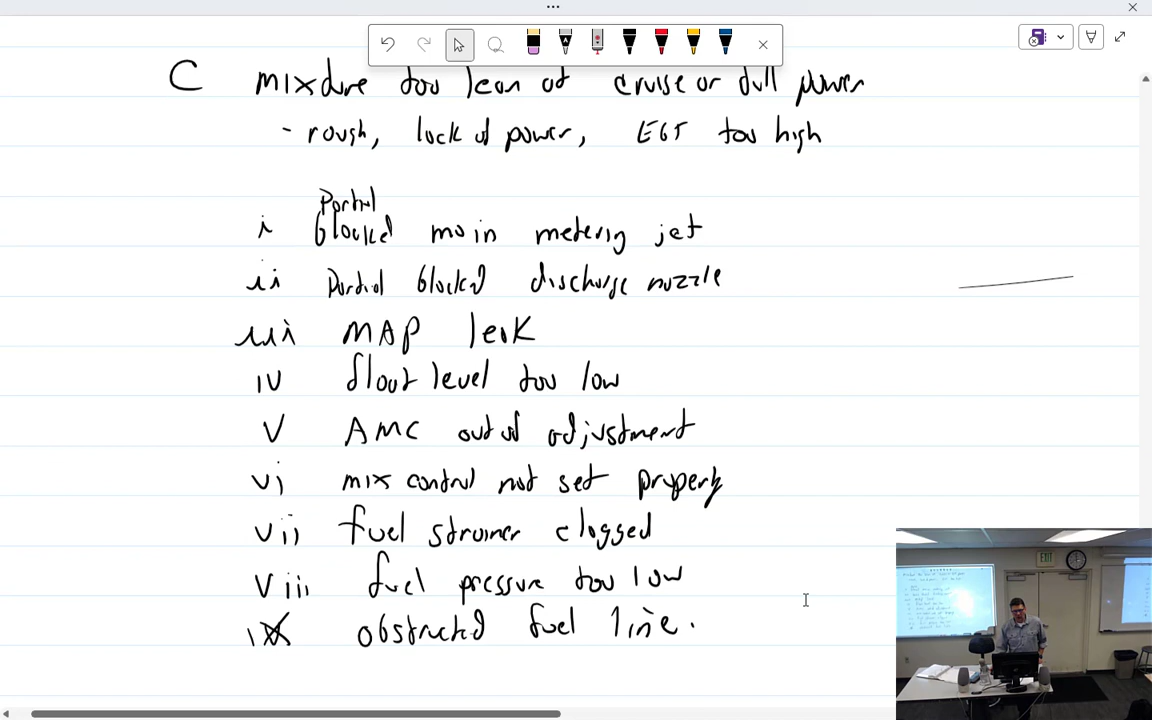 C mixture too lean at cruise or full power
- rough, lack of power, EGT too high
Partial
i blocked main metering jet
ii Partial blocked discharge nozzle
iii MAP leak
iv float level too low
V AMC out of adjustment
vi mix control not set properly
vii fuel strainer clogged
viii fuel pressure too low
ix obstructed fuel line.
EXIT